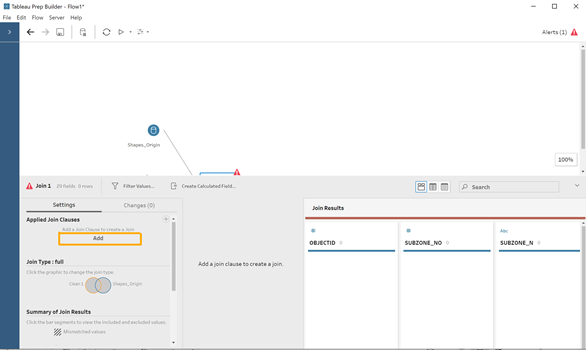 Tableau Prep Builder - Flow1*
File Edit Flow Server Help
Alerts (1)
Shapes_Origin
100%
Join 1 29 fields 0 rows Filter Values... Create Calculated Field... Search
Settings Changes (0) Join Results
Applied Join Clauses
Add a Join Clause to create a Join
Add
Abc
OBJECTID 0 SUBZONE_NO 0 SUBZONE_N 0
Add a join clause to create a join.
Join Type : full
Click the graphic to change the join type.
Clean 1 Shapes_Origin
Summary of Join Results
Click the bar segments to view the included and excluded values.
Mismatched values